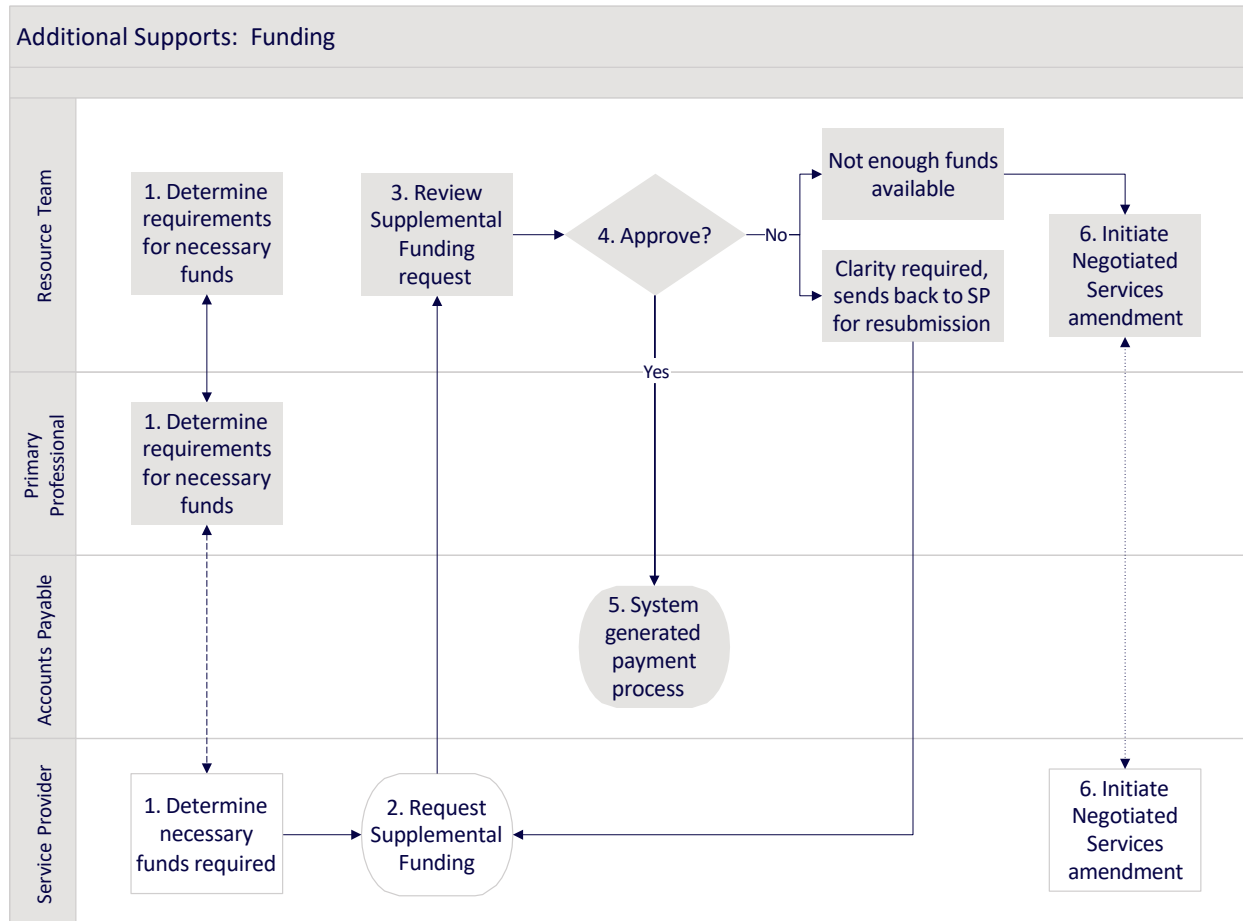 Additional Supports:  Funding
Resource Team
1. Determine
requirements
for necessary
funds
3. Review
Supplemental
Funding
request
4. Approve?
No
Not enough funds
available
Clarity required,
sends back to SP
for resubmission
6. Initiate
Negotiated
Services
amendment
Yes
Primary
Professional
1. Determine
requirements
for necessary
funds
Accounts Payable
5. System
generated
payment
process
Service Provider
1. Determine
necessary
funds required
2. Request
Supplemental
Funding
6. Initiate
Negotiated
Services
amendment